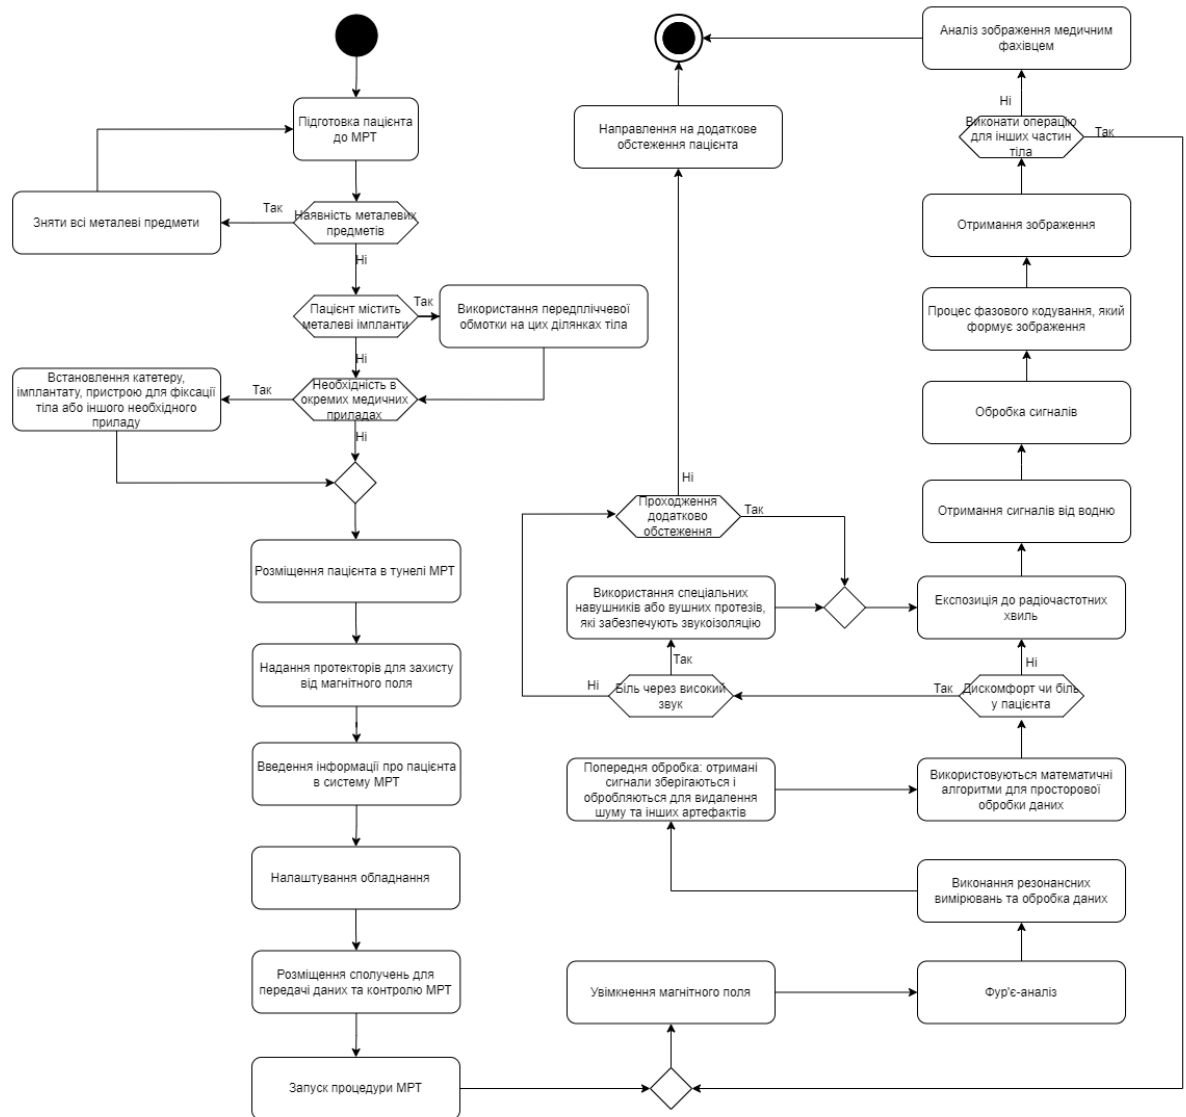 Підготовка пацієнта
до МРТ
Зняти всі металеві предмети
Так
Наявність металевих
предметів
Ні
Пацієнт містить
металеві імпланти
Так
Використання передпліччевої
обмотки на цих ділянках тіла
Ні
Встановлення катетеру,
імплантату, пристрою для фіксації
тіла або іншого необхідного
приладу
Так
Необхідність в
окремих медичних
приладах
Ні
Розміщення пацієнта в тунелі МРТ
Надання протекторів для захисту
від магнітного поля
Введення інформації про пацієнта
в систему МРТ
Налаштування обладнання
Розміщення сполучень для
передачі даних та контролю МРТ
Запуск процедури МРТ
Направлення на додаткове
обстеження пацієнта
Ні
Проходження
додатково
обстеження
Так
Використання спеціальних
навушників або вушних протезів,
які забезпечують звукоізоляцію
Так
Ні
Біль через високий
звук
Попередня обробка: отримані
сигнали зберігаються і
обробляються для видалення
шуму та інших артефактів
Увімкнення магнітного поля
Аналіз зображення медичним
фахівцем
Ні
Виконати операцію
для інших частин
тіла
Так
Отримання зображення
Процес фазового кодування, який
формує зображення
Обробка сигналів
Отримання сигналів від водню
Експозиція до радіочастотних
хвиль
Ні
Так
Дискомфорт чи біль
у пацієнта
Використовуються математичні
алгоритми для просторової
обробки даних
Виконання резонансних
вимірювань та обробка даних
Фур'є-аналіз